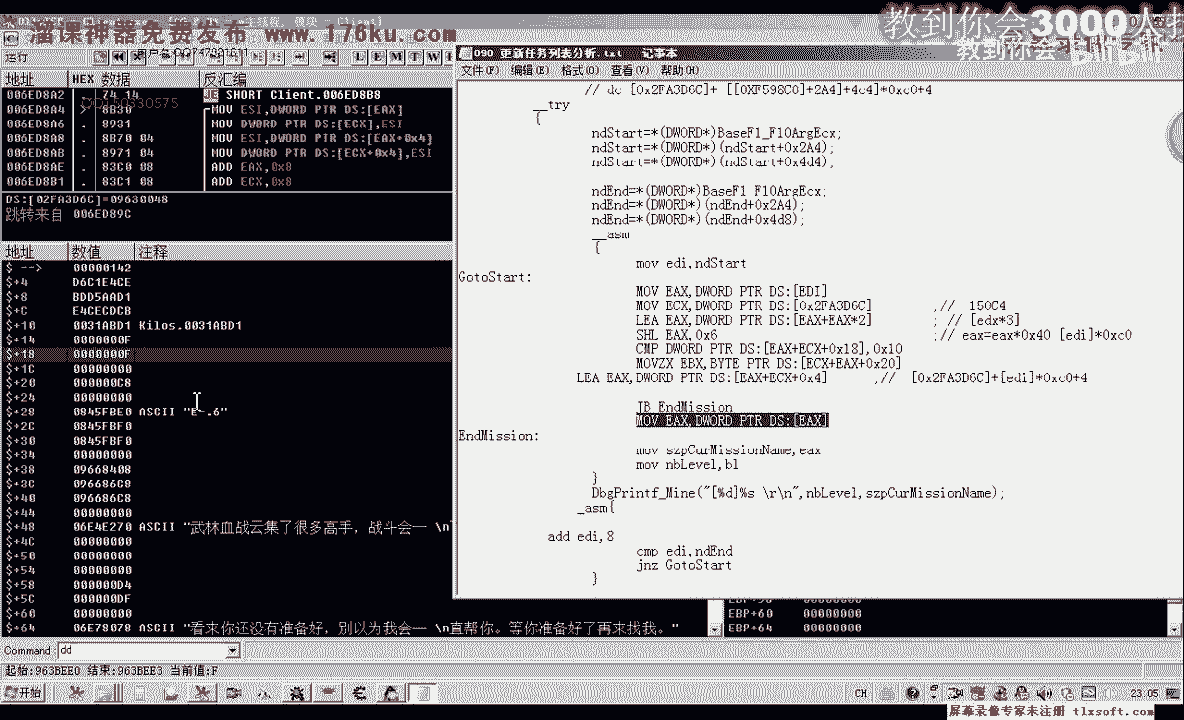 溜课神器免费发布 www.176ku.com
教到你会3000人
教到你会
090 更新任务列表分析.txt - 记事本
文件(F) 编辑(E) 格式(O) 查看(V) 帮助(H)
运行
L E M T W
地址 HEX 数据 反汇编
006ED8A2 . 74 14 JE SHORT Client.006ED8B8
006ED8A4 > 8B30 MOV ESI,DWORD PTR DS:[EAX]
006ED8A6 . 8931 MOV DWORD PTR DS:[ECX],ESI
006ED8A8 . 8B70 04 MOV ESI,DWORD PTR DS:[EAX+0x4]
006ED8AB . 8971 04 MOV DWORD PTR DS:[ECX+0x4],ESI
006ED8AE . 83C0 08 ADD EAX,0x8
006ED8B1 . 83C1 08 ADD ECX,0x8
DS:[02FA3D6C]=09630048
跳转来自 006ED89C
地址 数值 注释
$ --> 00000142
$+4 D6C1E4CE
$+8 BDD5AAD1
$+C E4CECDCB
$+10 0031ABD1 Kilos.0031ABD1
$+14 0000000F
$+18 0000000F
$+1C 00000000
$+20 000000C8
$+24 00000000
$+28 0845FBE0 ASCII
$+2C 0845FBF0
$+30 0845FBF0
$+34 00000000
$+38 09668408
$+3C 096686C8
$+40 096686C8
$+44 00000000
$+48 06E4E270 ASCII "武林血战云集了很多高手，战斗会一 \n
$+4C 00000000
$+50 00000000
$+54 00000000
$+58 000000D4
$+5C 000000DF
$+60 00000000
$+64 06E78078 ASCII "看来你还没有准备好，别以为我会一 \n直帮你。等你准备好了再来找我。"
// dc [0x2FA3D6C]+ [[[0XF598C0]+2A4]+4c4]*0xc0+4
__try
{
ndStart=*(DWORD*)BaseF1_F10ArgEcx;
ndStart=*(DWORD*)(ndStart+0x2A4);
ndStart=*(DWORD*)(ndStart+0x4d4);
ndEnd=*(DWORD*)BaseF1_F10ArgEcx;
ndEnd=*(DWORD*)(ndEnd+0x2A4);
ndEnd=*(DWORD*)(ndEnd+0x4d8);
__asm
{
mov edi,ndStart
GotoStart:
MOV EAX,DWORD PTR DS:[EDI]
MOV ECX,DWORD PTR DS:[0x2FA3D6C] ,// 150C4
LEA EAX,DWORD PTR DS:[EAX+EAX*2] ; // [edx*3]
SHL EAX,0x6 ;// eax=eax*0x40 [edi]*0xc0
CMP DWORD PTR DS:[EAX+ECX+0x18],0x10
MOVZX EBX,BYTE PTR DS:[ECX+EAX+0x20]
LEA EAX,DWORD PTR DS:[EAX+ECX+0x4] ,// [0x2FA3D6C]+[edi]*0xc0+4
JB EndMission
MOV EAX,DWORD PTR DS:[EAX]
EndMission:
mov szpCurMissionName,eax
mov nbLevel,bl
}
DbgPrintf_Mine("[%d]%s \r\n",nbLevel,szpCurMissionName);
_asm{
add edi,8
cmp edi,ndEnd
jnz GotoStart
}
EBP+60 00000000
EBP+64 00000000
Command: dd
起始:963BEE0 结束:963BEE3 当前值:F
开始 CH 23:05
屏幕录像专家未注册 tlxsoft.com